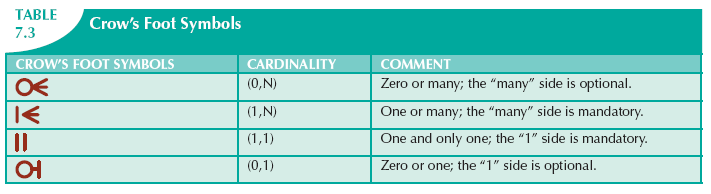 TABLE
7.3
Crow's Foot Symbols
CROW'S FOOT SYMBOLS CARDINALITY COMMENT
(0,N) Zero or many; the “many” side is optional.
(1,N) One or many; the “many” side is mandatory.
(1,1) One and only one; the “1” side is mandatory.
(0,1) Zero or one; the “1” side is optional.